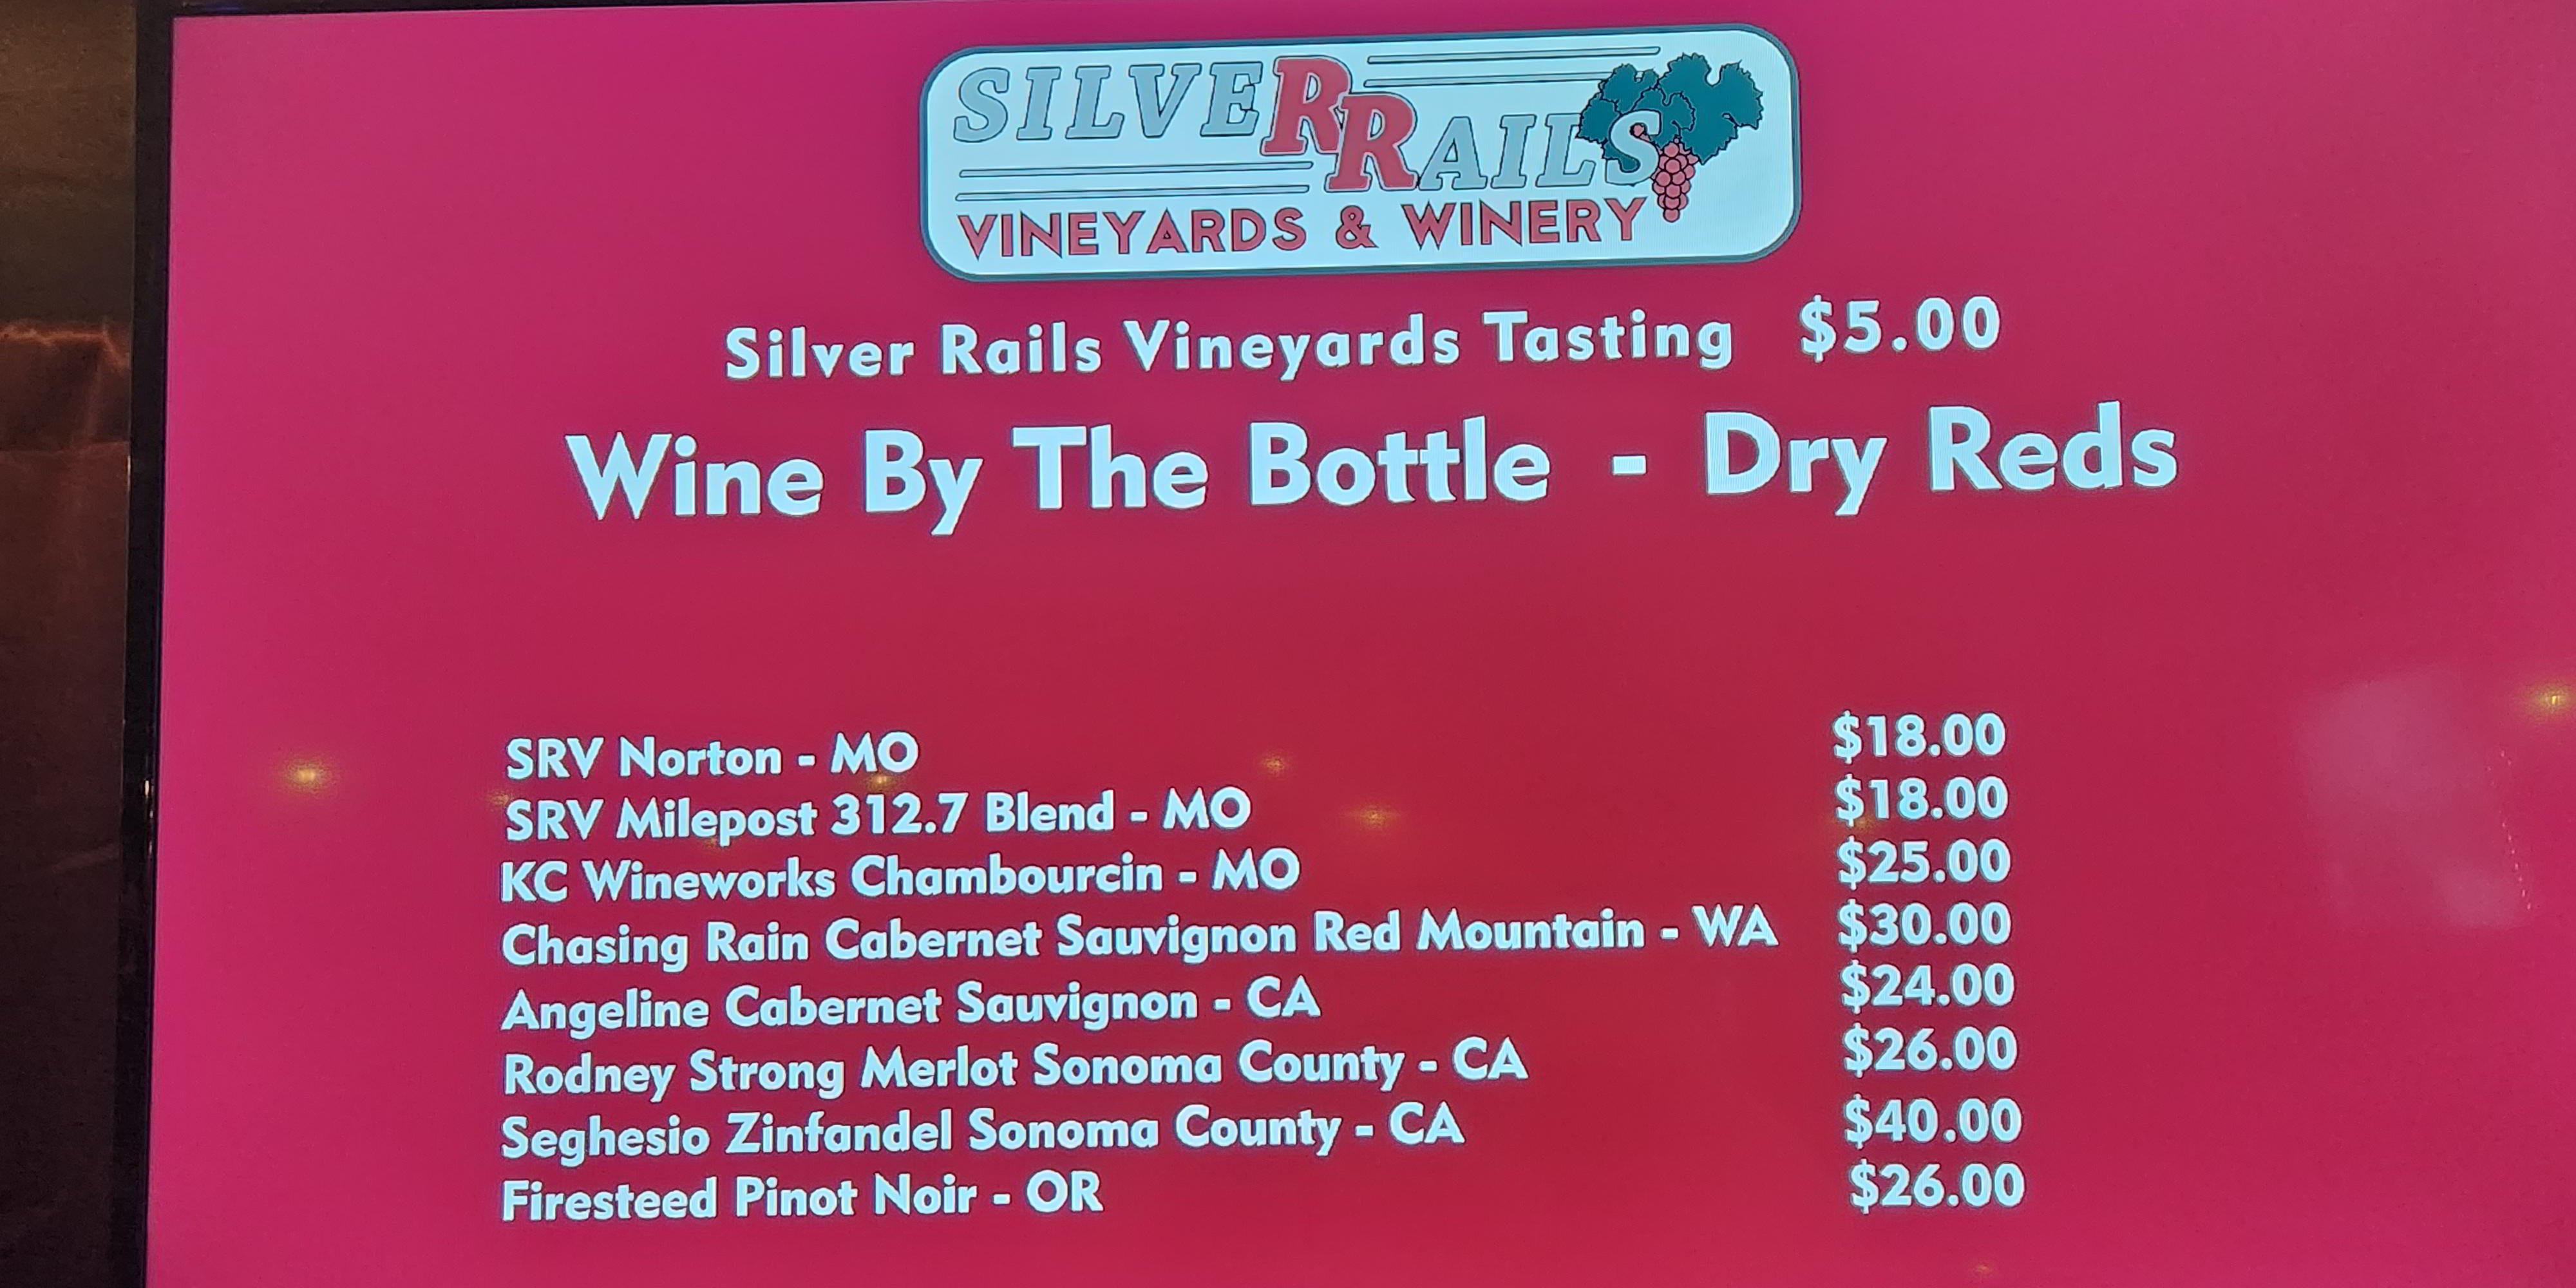 SILVER RAILS
VINEYARDS & WINERY
Silver Rails Vineyards Tasting $5.00
Wine By The Bottle - Dry Reds
SRV Norton - MO $18.00
SRV Milepost 312.7 Blend - MO $18.00
KC Wineworks Chambourcin - MO $25.00
Chasing Rain Cabernet Sauvignon Red Mountain - WA $30.00
Angeline Cabernet Sauvignon - CA $24.00
Rodney Strong Merlot Sonoma County - CA $26.00
Seghesio Zinfandel Sonoma County - CA $40.00
Firesteed Pinot Noir - OR $26.00